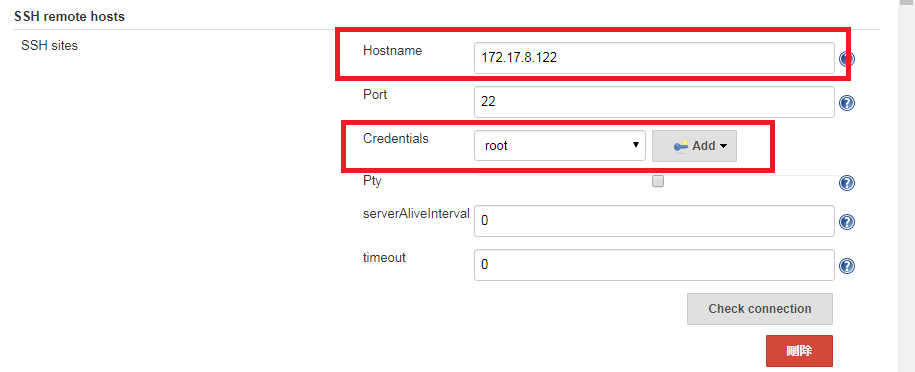 SSH remote hosts
SSH sites
Hostname
172.17.8.122
Port
22
Credentials
root
Add
Pty
serverAliveInterval
0
timeout
0
Check connection
刪除